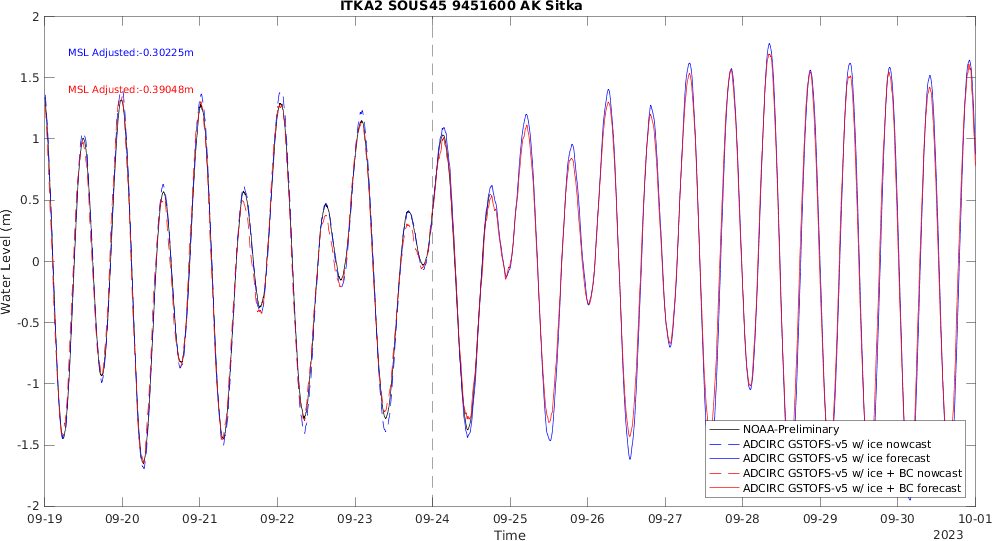 ITKA2 SOUS45 9451600 AK Sitka
MSL Adjusted:-0.30225m
MSL Adjusted:-0.39048m
2
1.5
1
0.5
0
-0.5
-1
-1.5
-2
Water Level (m)
NOAA-Preliminary
ADCIRC GSTOFS-v5 w/ ice nowcast
ADCIRC GSTOFS-v5 w/ ice forecast
ADCIRC GSTOFS-v5 w/ ice + BC nowcast
ADCIRC GSTOFS-v5 w/ ice + BC forecast
09-19 09-20 09-21 09-22 09-23 09-24 09-25 09-26 09-27 09-28 09-29 09-30 10-01
Time
2023